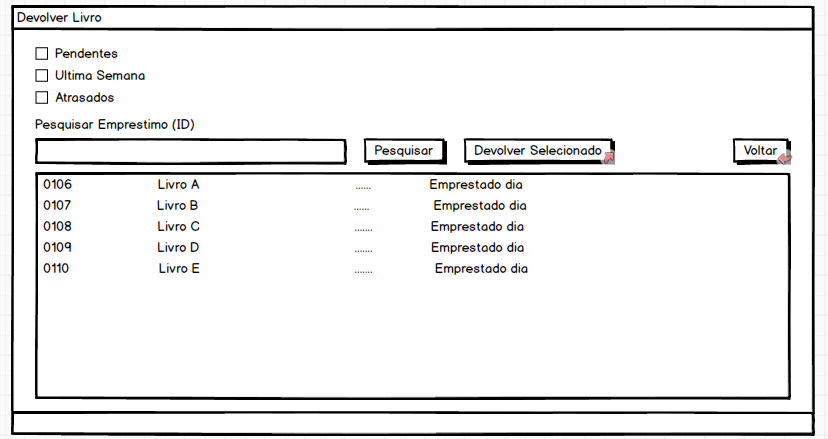 Devolver Livro
Pendentes
Ultima Semana
Atrasados
Pesquisar Emprestimo (ID)
Pesquisar Devolver Selecionado Voltar
0106 Livro A ...... Emprestado dia
0107 Livro B ...... Emprestado dia
0108 Livro C ....... Emprestado dia
0109 Livro D ....... Emprestado dia
0110 Livro E ....... Emprestado dia